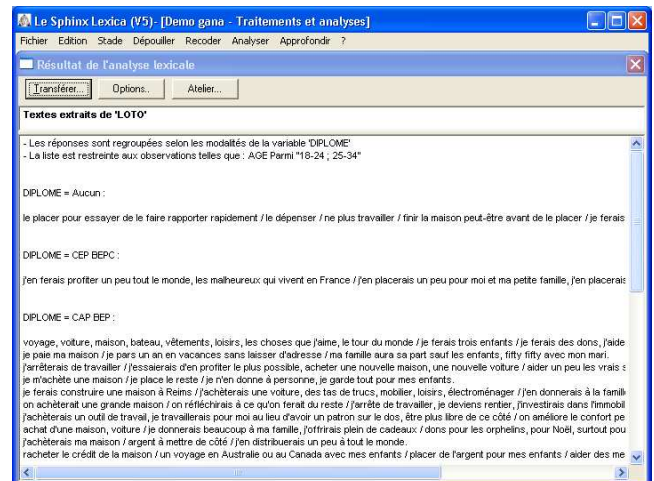 Le Sphinx Lexica (V5)- [Demo gana - Traitements et analyses]
Fichier Edition Stade Dépouiller Recoder Analyser Approfondir ?
Résultat de l'analyse lexicale
Transférer... Options.. Atelier...
Textes extraits de 'LOTO'
- Les réponses sont regroupées selon les modalités de la variable 'DIPLOME'
- La liste est restreinte aux observations telles que : AGE Parmi "18-24 ; 25-34"
DIPLOME = Aucun :
le placer pour essayer de le faire rapporter rapidement / le dépenser / ne plus travailler / finir la maison peut-être avant de le placer / je ferais
DIPLOME = CEP BEPC :
j'en ferais profiter un peu tout le monde, les malheureux qui vivent en France / j'en placerais un peu pour moi et ma petite famille, j'en placerais
DIPLOME = CAP BEP :
voyage, voiture, maison, bateau, vêtements, loisirs, les choses que j'aime, le tour du monde / je ferais trois enfants / je ferais des dons, j'aide
je paie ma maison / je pars un an en vacances sans laisser d'adresse / ma famille aura sa part sauf les enfants, fifty fifty avec mon mari.
j'arrêterais de travailler / j'essaierais d'en profiter le plus possible, acheter une nouvelle maison, une nouvelle voiture / aider un peu les vrais s
je m'achète une maison / je place le reste / je n'en donne à personne, je garde tout pour mes enfants.
je ferais construire une maison à Reims / j'achèterais une voiture, des tas de trucs, mobilier, loisirs, électroménager / j'en donnerais à la famill
on achèterait une grande maison / on réfléchirais à ce qu'on ferait du reste / j'arrête de travailler, je deviens rentier, j'investirais dans l'immobil
j'achèterais un outil de travail, je travaillerais pour moi au lieu d'avoir un patron sur le dos, être plus libre de ce côté / on améliore le confort pe
achat d'une maison, voiture / je donnerais beaucoup à ma famille, j'offrirais plein de cadeaux / dons pour les orphelins, pour Noël, surtout pou
j'achèterais ma maison / argent à mettre de côté / j'en distribuerais un peu à tout le monde.
racheter le crédit de la maison / un voyage en Australie ou au Canada avec mes enfants / placer de l'argent pour mes enfants / aider des me